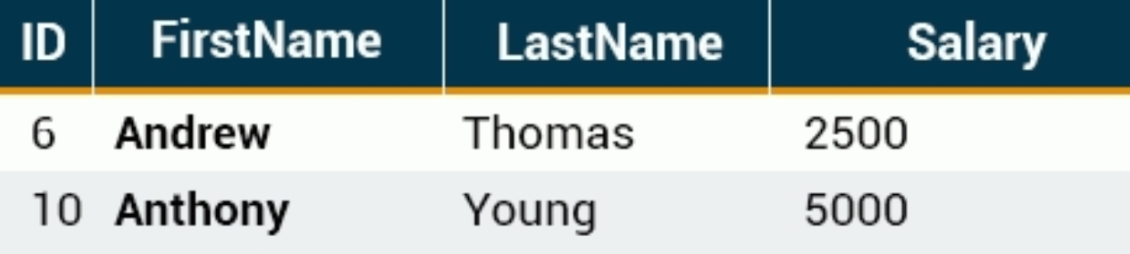 ID FirstName LastName Salary
6 Andrew Thomas 2500
10 Anthony Young 5000